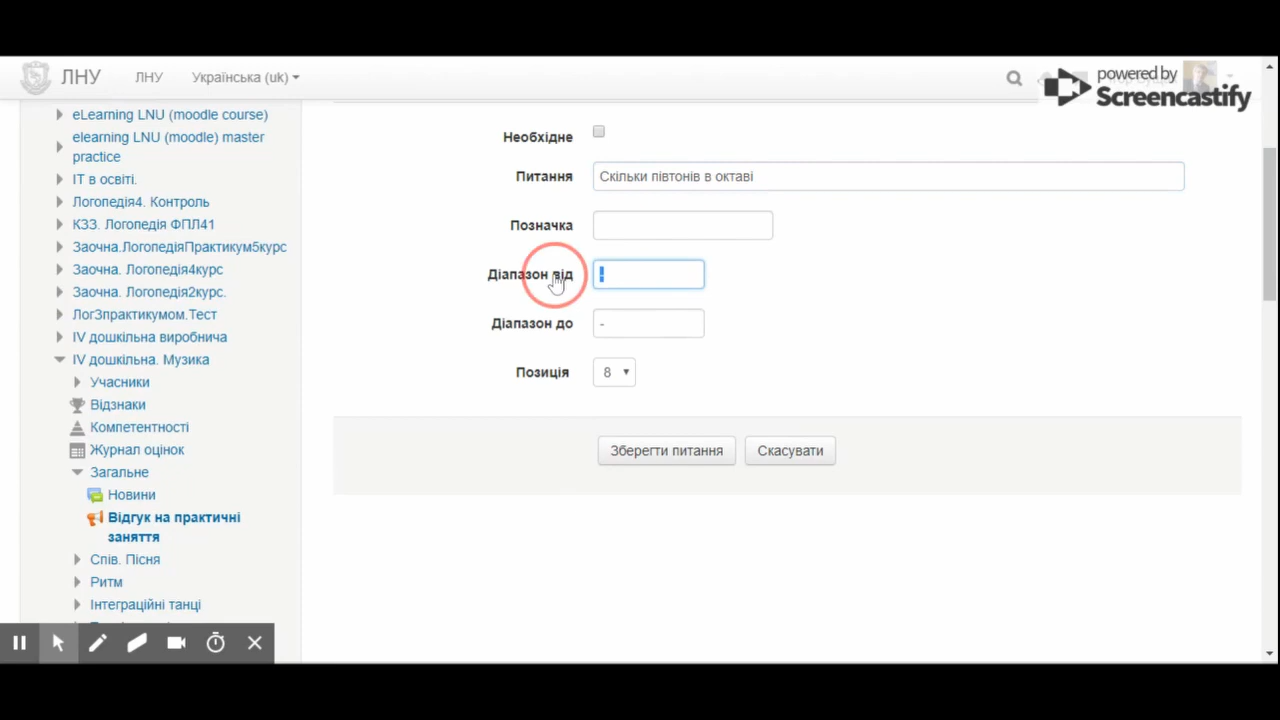 ЛНУ
ЛНУ
Українська (uk)
powered by
Screencastify
eLearning LNU (moodle course)
elearning LNU (moodle) master
practice
ІТ в освіті.
Логопедія4. Контроль
КЗЗ. Логопедія ФПЛ41
Заочна.ЛогопедіяПрактикум5курс
Заочна. Логопедія4курс
Заочна. Логопедія2курс.
ЛогЗпрактикумом.Тест
IV дошкільна виробнича
IV дошкільна. Музика
Учасники
Відзнаки
Компетентності
Журнал оцінок
Загальне
Новини
Відгук на практичні
заняття
Спів. Пісня
Ритм
Інтеграційні танці
Необхідне
Питання
Скільки півтонів в октаві
Позначка
Діапазон від
-
Діапазон до
-
Позиція
8
Зберегти питання
Скасувати